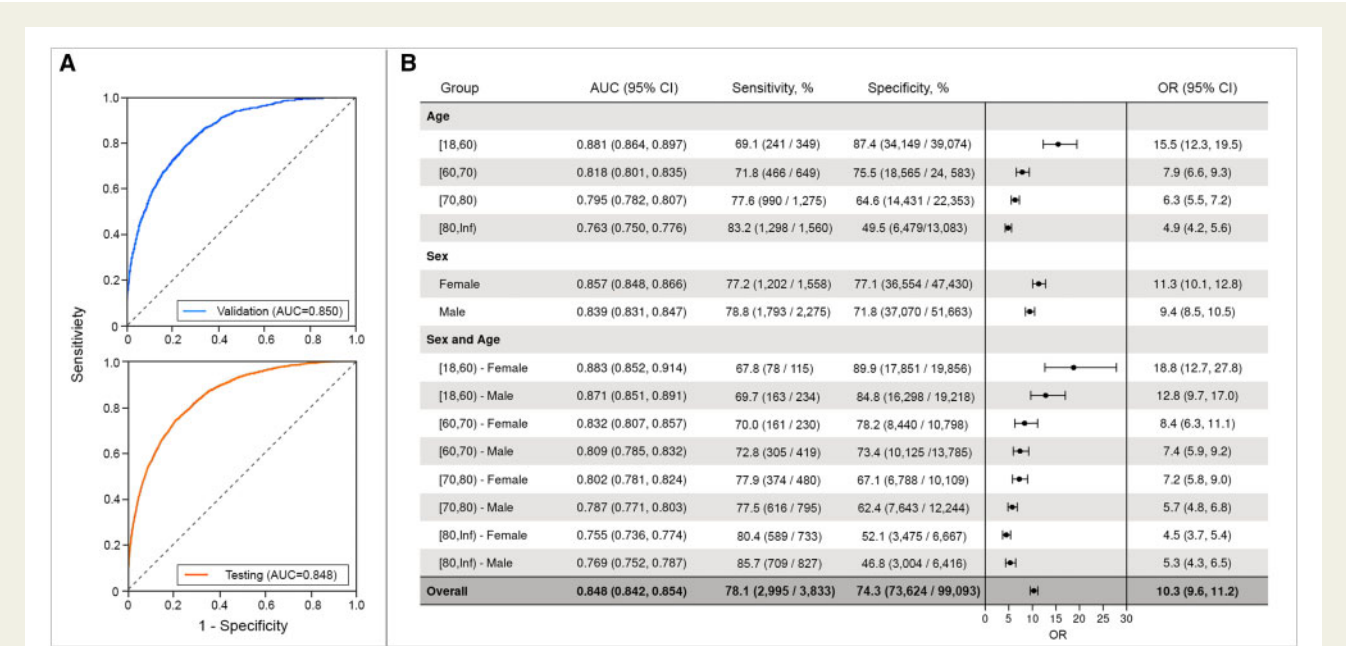 A
Sensitiviety
1.0
0.8
0.6
0.4
0.2
0
Validation (AUC=0.850)
0 0.2 0.4 0.6 0.8 1.0
1.0
0.8
0.6
0.4
0.2
0
Testing (AUC=0.848)
0 0.2 0.4 0.6 0.8 1.0
1 - Specificity
B
Group AUC (95% CI) Sensitivity, % Specificity, % OR (95% CI)
Age
[18,60) 0.881 (0.864, 0.897) 69.1 (241 / 349) 87.4 (34,149 / 39,074) 15.5 (12.3, 19.5)
[60,70) 0.818 (0.801, 0.835) 71.8 (466 / 649) 75.5 (18,565 / 24, 583) 7.9 (6.6, 9.3)
[70,80) 0.795 (0.782, 0.807) 77.6 (990 / 1,275) 64.6 (14,431 / 22,353) 6.3 (5.5, 7.2)
[80,Inf) 0.763 (0.750, 0.776) 83.2 (1,298 / 1,560) 49.5 (6,479/13,083) 4.9 (4.2, 5.6)
Sex
Female 0.857 (0.848, 0.866) 77.2 (1,202 / 1,558) 77.1 (36,554 / 47,430) 11.3 (10.1, 12.8)
Male 0.839 (0.831, 0.847) 78.8 (1,793 / 2,275) 71.8 (37,070 / 51,663) 9.4 (8.5, 10.5)
Sex and Age
[18,60) - Female 0.883 (0.852, 0.914) 67.8 (78 / 115) 89.9 (17,851 / 19,856) 18.8 (12.7, 27.8)
[18,60) - Male 0.871 (0.851, 0.891) 69.7 (163 / 234) 84.8 (16,298 / 19,218) 12.8 (9.7, 17.0)
[60,70) - Female 0.832 (0.807, 0.857) 70.0 (161 / 230) 78.2 (8,440 / 10,798) 8.4 (6.3, 11.1)
[60,70) - Male 0.809 (0.785, 0.832) 72.8 (305 / 419) 73.4 (10,125 /13,785) 7.4 (5.9, 9.2)
[70,80) - Female 0.802 (0.781, 0.824) 77.9 (374 / 480) 67.1 (6,788 / 10,109) 7.2 (5.8, 9.0)
[70,80) - Male 0.787 (0.771, 0.803) 77.5 (616 / 795) 62.4 (7,643 / 12,244) 5.7 (4.8, 6.8)
[80,Inf) - Female 0.755 (0.736, 0.774) 80.4 (589 / 733) 52.1 (3,475 / 6,667) 4.5 (3.7, 5.4)
[80,Inf) - Male 0.769 (0.752, 0.787) 85.7 (709 / 827) 46.8 (3,004 / 6,416) 5.3 (4.3, 6.5)
Overall 0.848 (0.842, 0.854) 78.1 (2,995 / 3,833) 74.3 (73,624 / 99,093) 10.3 (9.6, 11.2)
0 5 10 15 20 25 30
OR